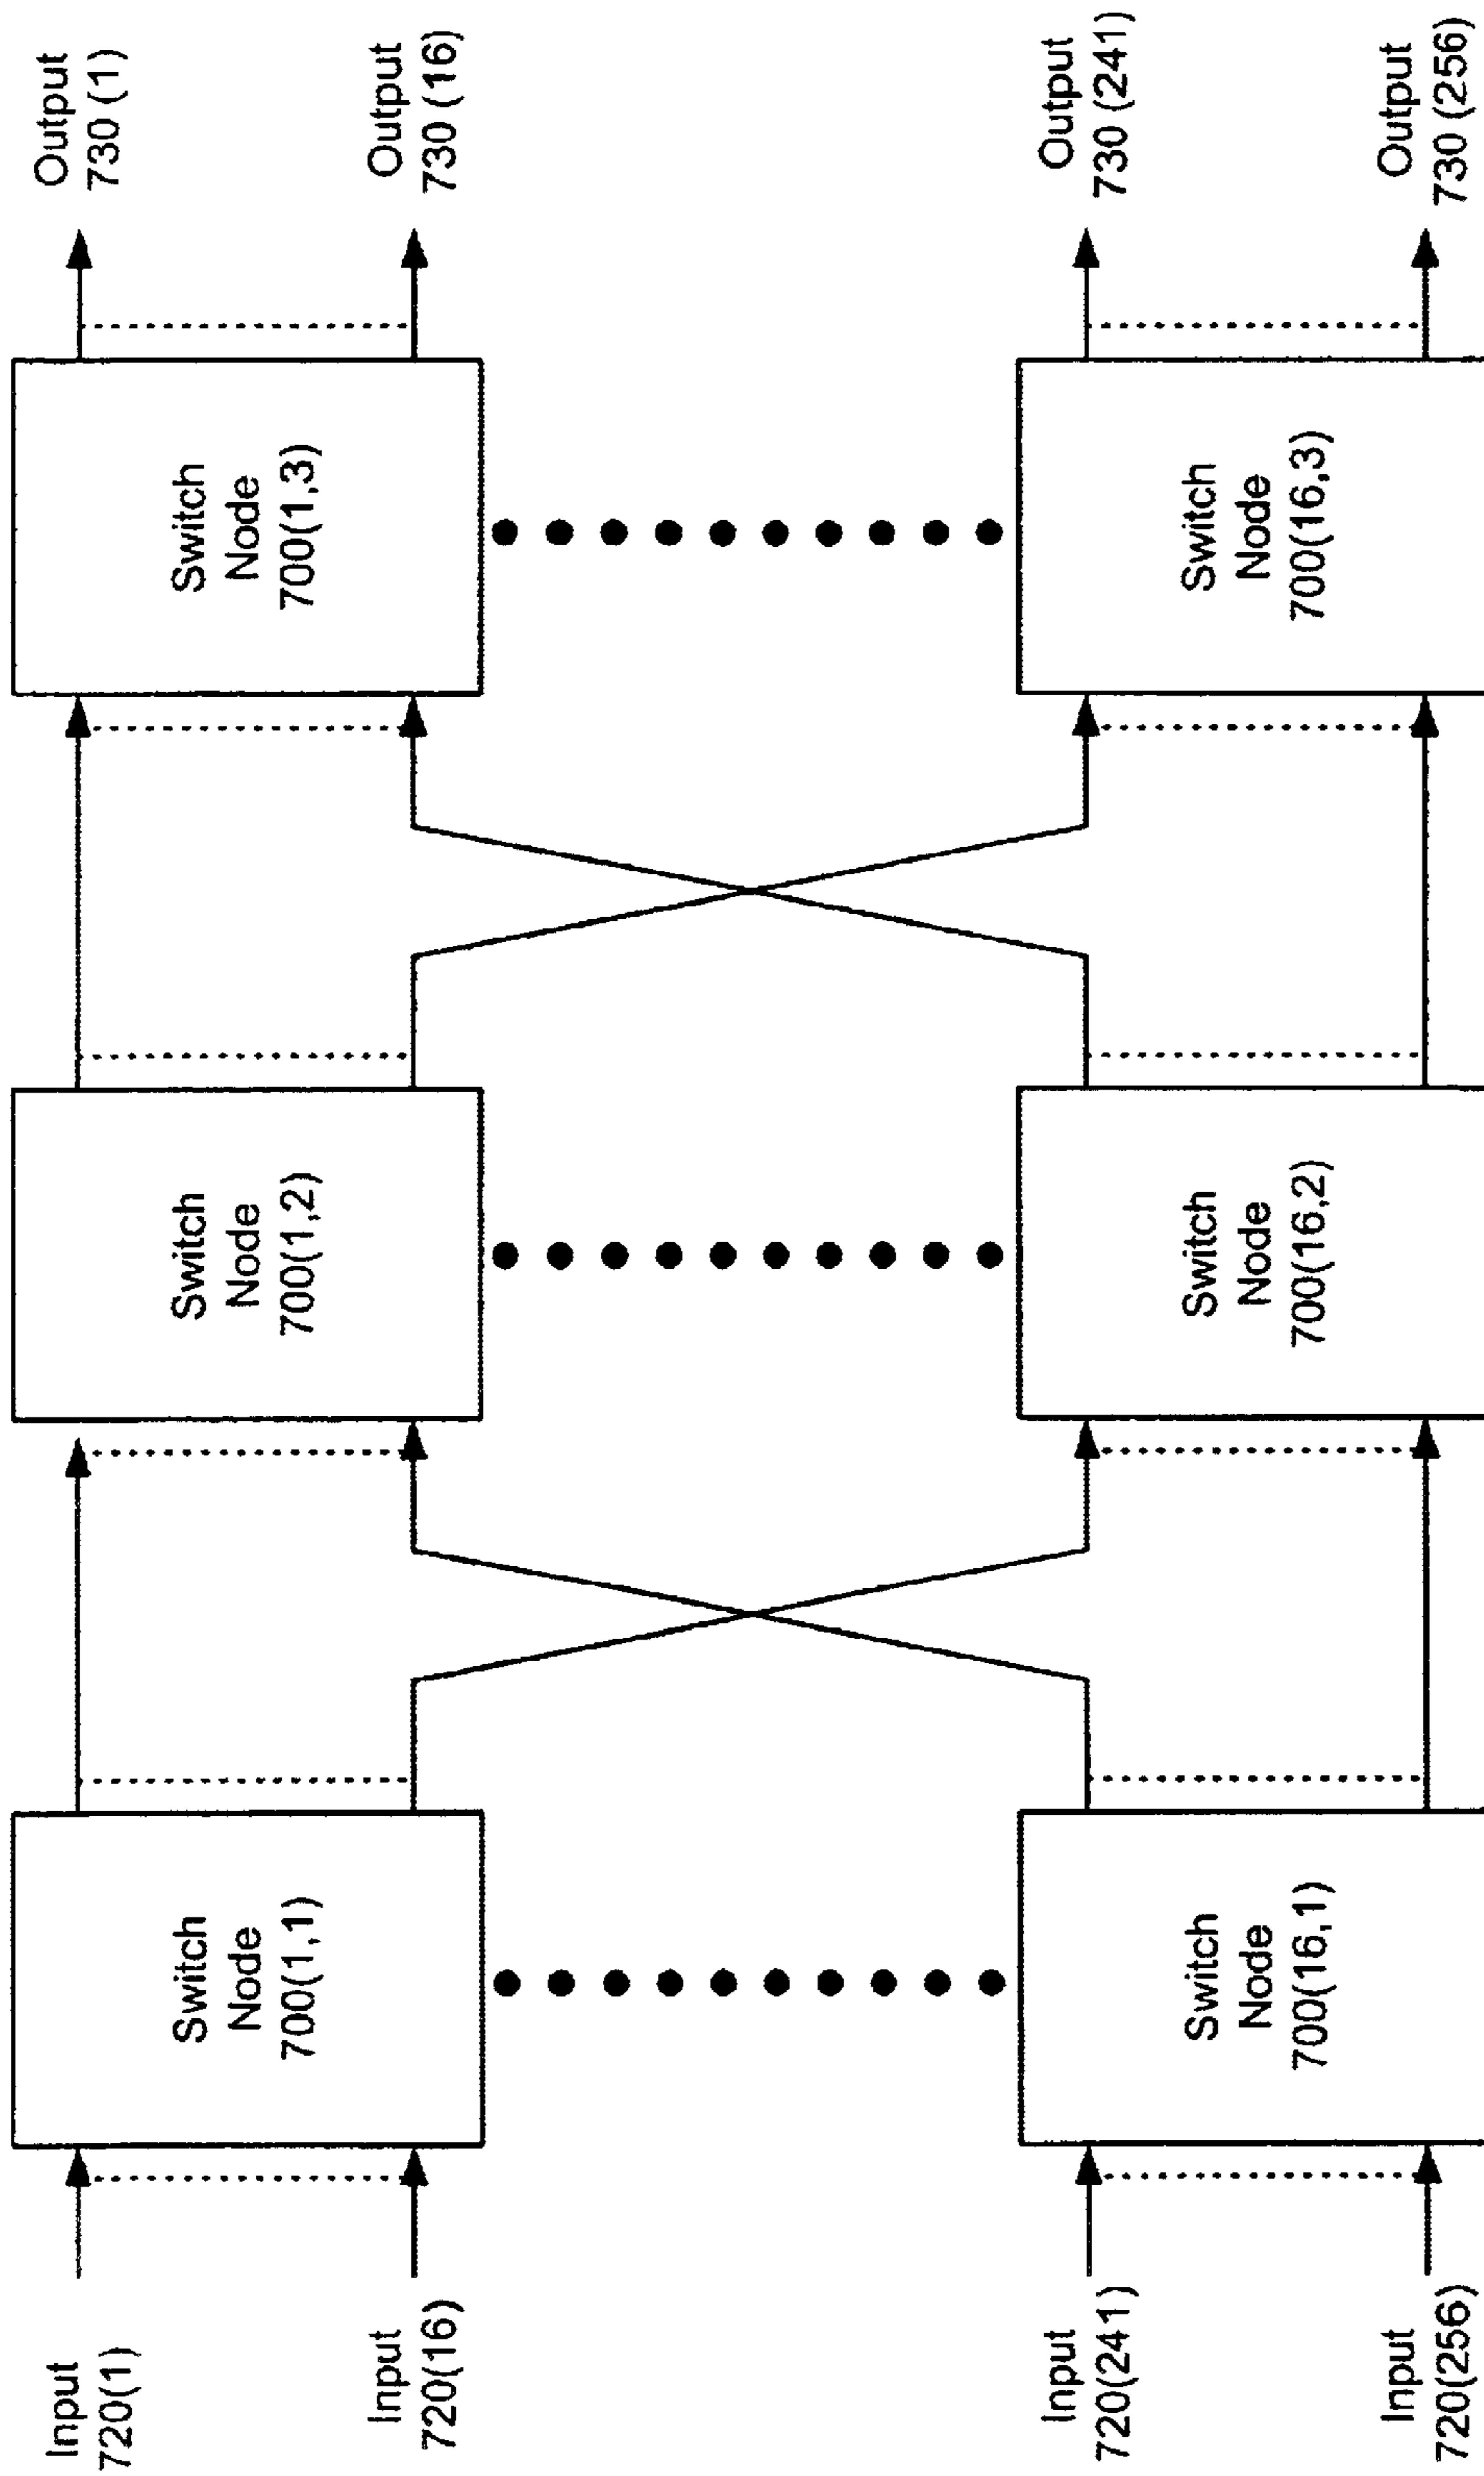 Input
720(1)
Input
720(16)
Input
720(241)
Input
720(256)
Switch
Node
700(1,1)
Switch
Node
700(16,1)
Switch
Node
700(1,2)
Switch
Node
700(16,2)
Switch
Node
700(1,3)
Switch
Node
700(16,3)
Output
730 (1)
Output
730 (16)
Output
730 (241)
Output
730 (256)